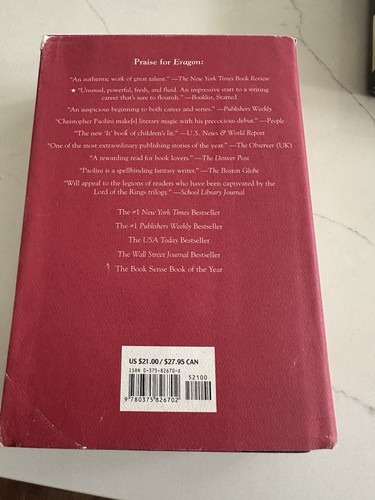 Praise for Eragon:
"An authentic work of great talent." —The New York Times Book Review
★ "Unusual, powerful, fresh, and fluid. An impressive start to a writing
career that's sure to flourish." —Booklist, Starred
"An auspicious beginning to both career and series." —Publishers Weekly
"Christopher Paolini make[s] literary magic with his precocious debut." —People
"The new 'It' book of children's lit." —U.S. News & World Report
"One of the most extraordinary publishing stories of the year." —The Observer (UK)
"A rewarding read for book lovers." —The Denver Post
"Paolini is a spellbinding fantasy writer." —The Boston Globe
"Will appeal to the legions of readers who have been captivated by the
Lord of the Rings trilogy." —School Library Journal
The #1 New York Times Bestseller
The #1 Publishers Weekly Bestseller
The USA Today Bestseller
The Wall Street Journal Bestseller
The Book Sense Book of the Year
US $21.00 / $27.95 CAN
ISBN 0-375-82670-X
52100
9 780375 826702